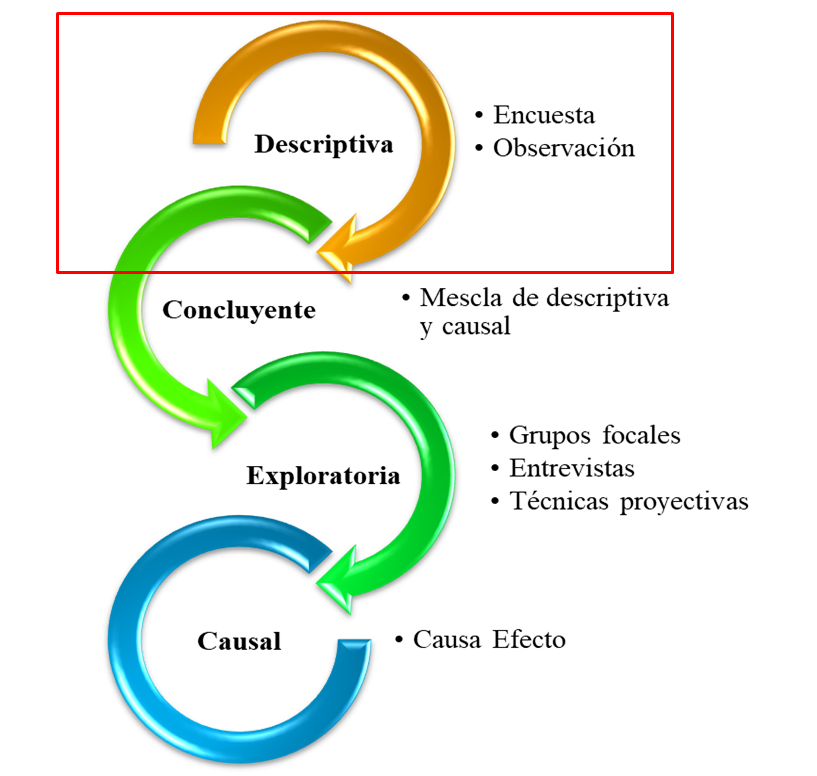 Descriptiva
• Encuesta
• Observación
Concluyente
• Mescla de descriptiva
y causal
Exploratoria
• Grupos focales
• Entrevistas
• Técnicas proyectivas
Causal
• Causa Efecto